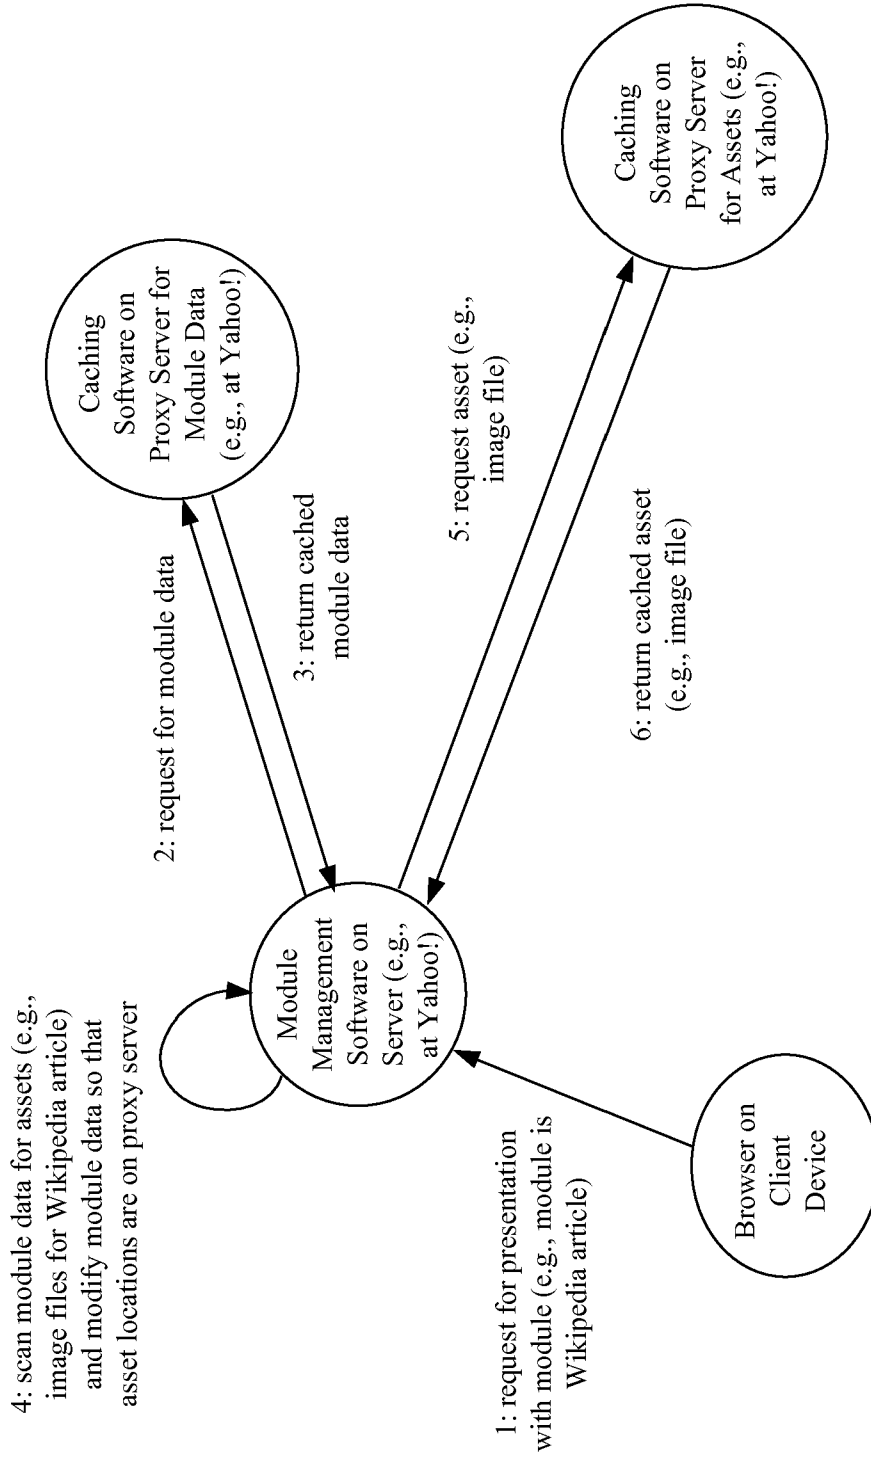 4: scan module data for assets (e.g.,
image files for Wikipedia article)
and modify module data so that
asset locations are on proxy server
2: request for module data
Caching
Software on
Proxy Server for
Module Data
(e.g., at Yahoo!)
3: return cached
module data
Module
Management
Software on
Server (e.g.,
at Yahoo!)
5: request asset (e.g.,
image file)
Caching
Software on
Proxy Server
for Assets (e.g.,
at Yahoo!)
1: request for presentation
with module (e.g., module is
Wikipedia article)
6: return cached asset
(e.g., image file)
Browser on
Client
Device